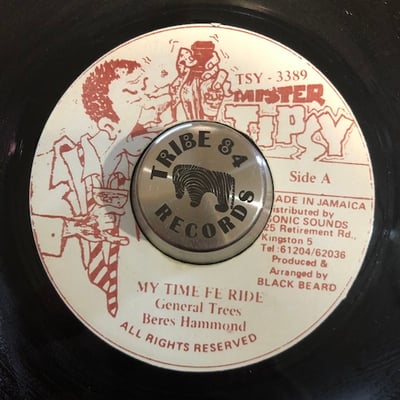 TSY - 3389
MISTER
TIPSY
Side A
TRIBE 84
RECORDS
MADE IN JAMAICA
Distributed by
SONIC SOUNDS
25 Retirement Rd.,
Kingston 5
Tel: 61204/62036
Produced &
Arranged by
BLACK BEARD
MY TIME FE RIDE
General Trees
Beres Hammond
ALL RIGHTS RESERVED